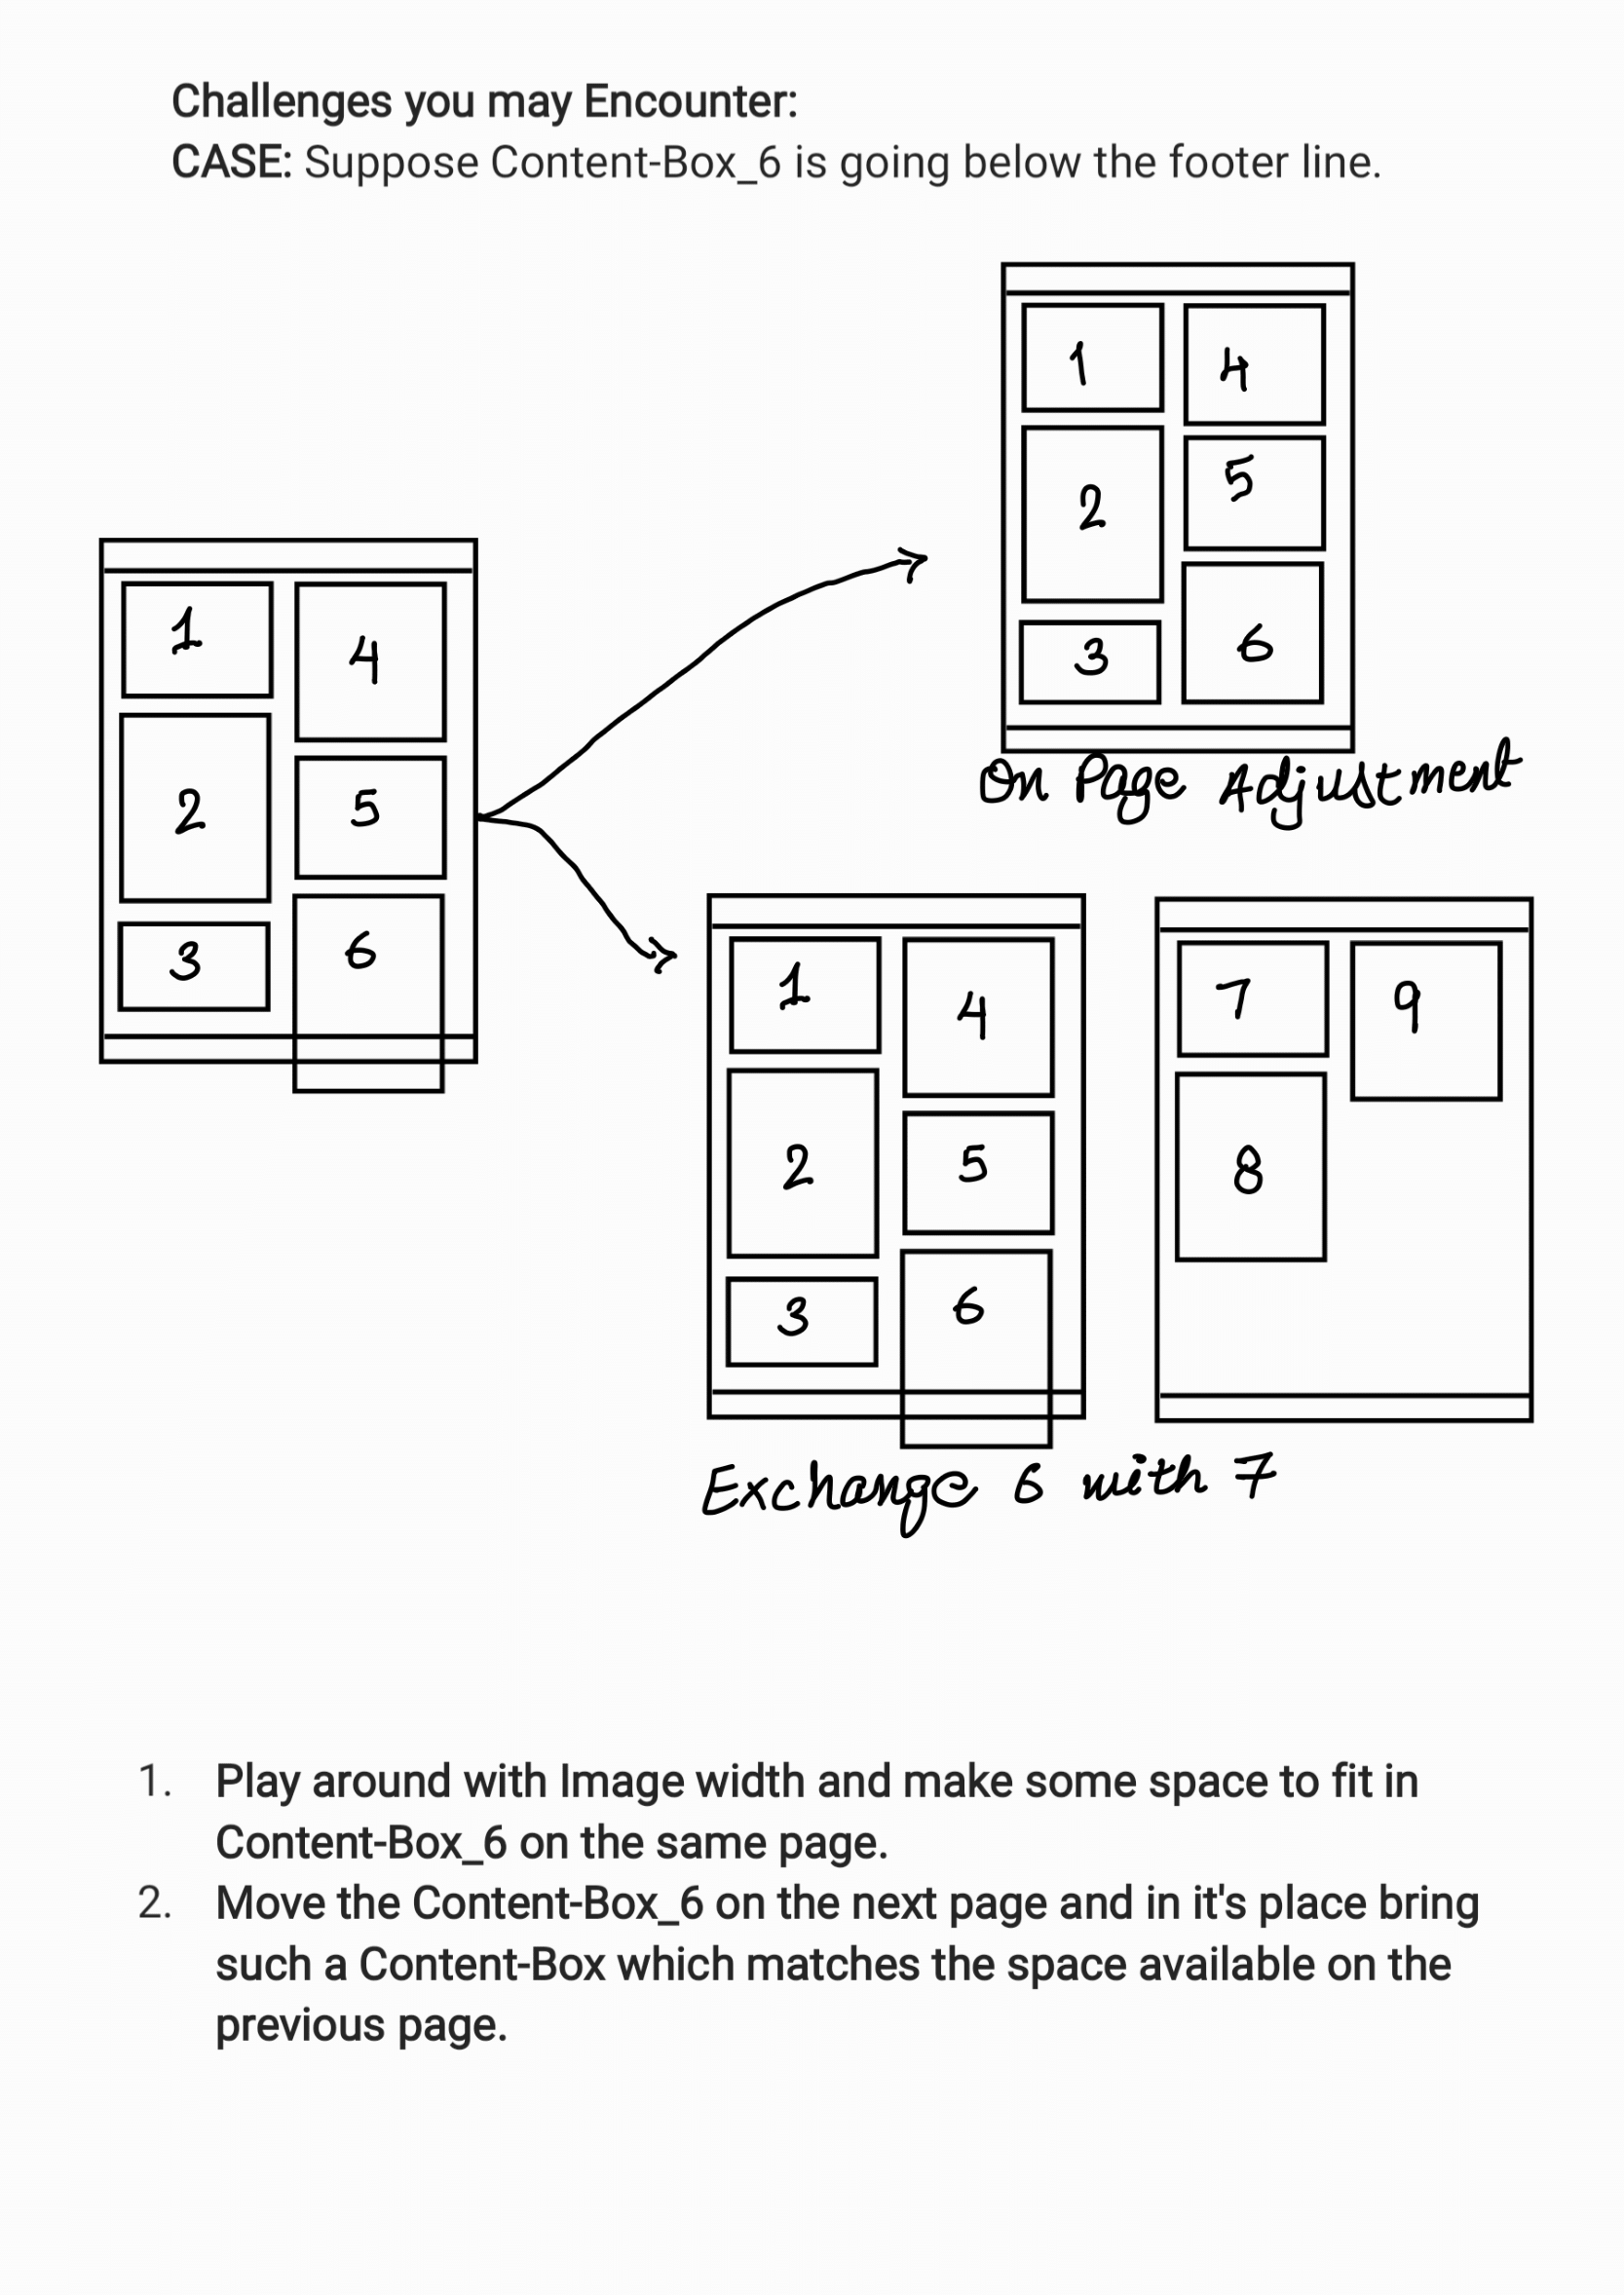 Challenges you may Encounter:
CASE: Suppose Content-Box_6 is going below the footer line.
1
4
2
5
3
6
On Page Adjustment
1
4
2
5
3
6
1
4
2
5
3
6
7
9
8
Exchange 6 with 7
1. Play around with Image width and make some space to fit in
Content-Box_6 on the same page.
2. Move the Content-Box_6 on the next page and in it's place bring
such a Content-Box which matches the space available on the
previous page.